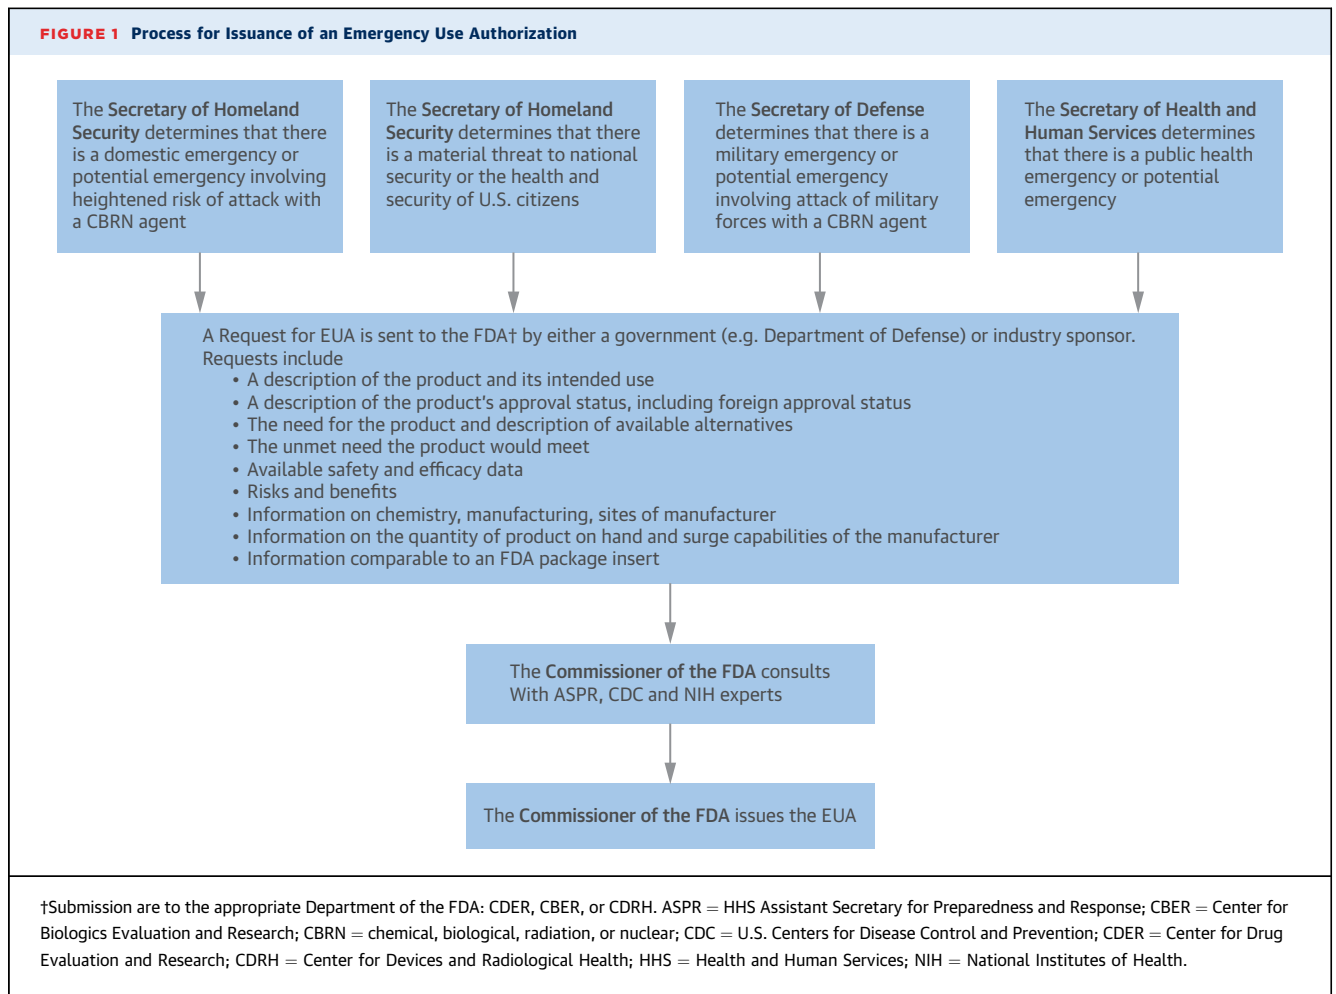 FIGURE 1 Process for Issuance of an Emergency Use Authorization
The Secretary of Homeland
Security determines that there
is a domestic emergency or
potential emergency involving
heightened risk of attack with
a CBRN agent
The Secretary of Homeland
Security determines that there
is a material threat to national
security or the health and
security of U.S. citizens
The Secretary of Defense
determines that there is a
military emergency or
potential emergency
involving attack of military
forces with a CBRN agent
The Secretary of Health and
Human Services determines
that there is a public health
emergency or potential
emergency
A Request for EUA is sent to the FDA† by either a government (e.g. Department of Defense) or industry sponsor.
Requests include
• A description of the product and its intended use
• A description of the product's approval status, including foreign approval status
• The need for the product and description of available alternatives
• The unmet need the product would meet
• Available safety and efficacy data
• Risks and benefits
• Information on chemistry, manufacturing, sites of manufacturer
• Information on the quantity of product on hand and surge capabilities of the manufacturer
• Information comparable to an FDA package insert
The Commissioner of the FDA consults
With ASPR, CDC and NIH experts
The Commissioner of the FDA issues the EUA
†Submission are to the appropriate Department of the FDA: CDER, CBER, or CDRH. ASPR = HHS Assistant Secretary for Preparedness and Response; CBER = Center for
Biologics Evaluation and Research; CBRN = chemical, biological, radiation, or nuclear; CDC = U.S. Centers for Disease Control and Prevention; CDER = Center for Drug
Evaluation and Research; CDRH = Center for Devices and Radiological Health; HHS = Health and Human Services; NIH = National Institutes of Health.